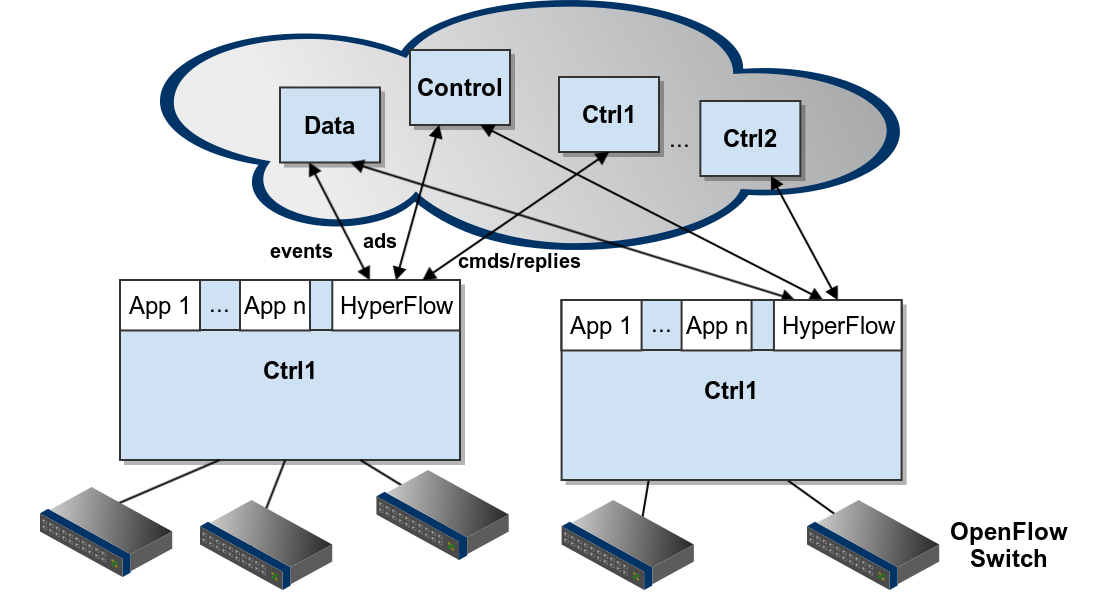 Control
Data
Ctrl1
...
Ctrl2
events
ads
cmds/replies
App 1
...
App n
HyperFlow
Ctrl1
App 1
...
App n
HyperFlow
Ctrl1
OpenFlow
Switch